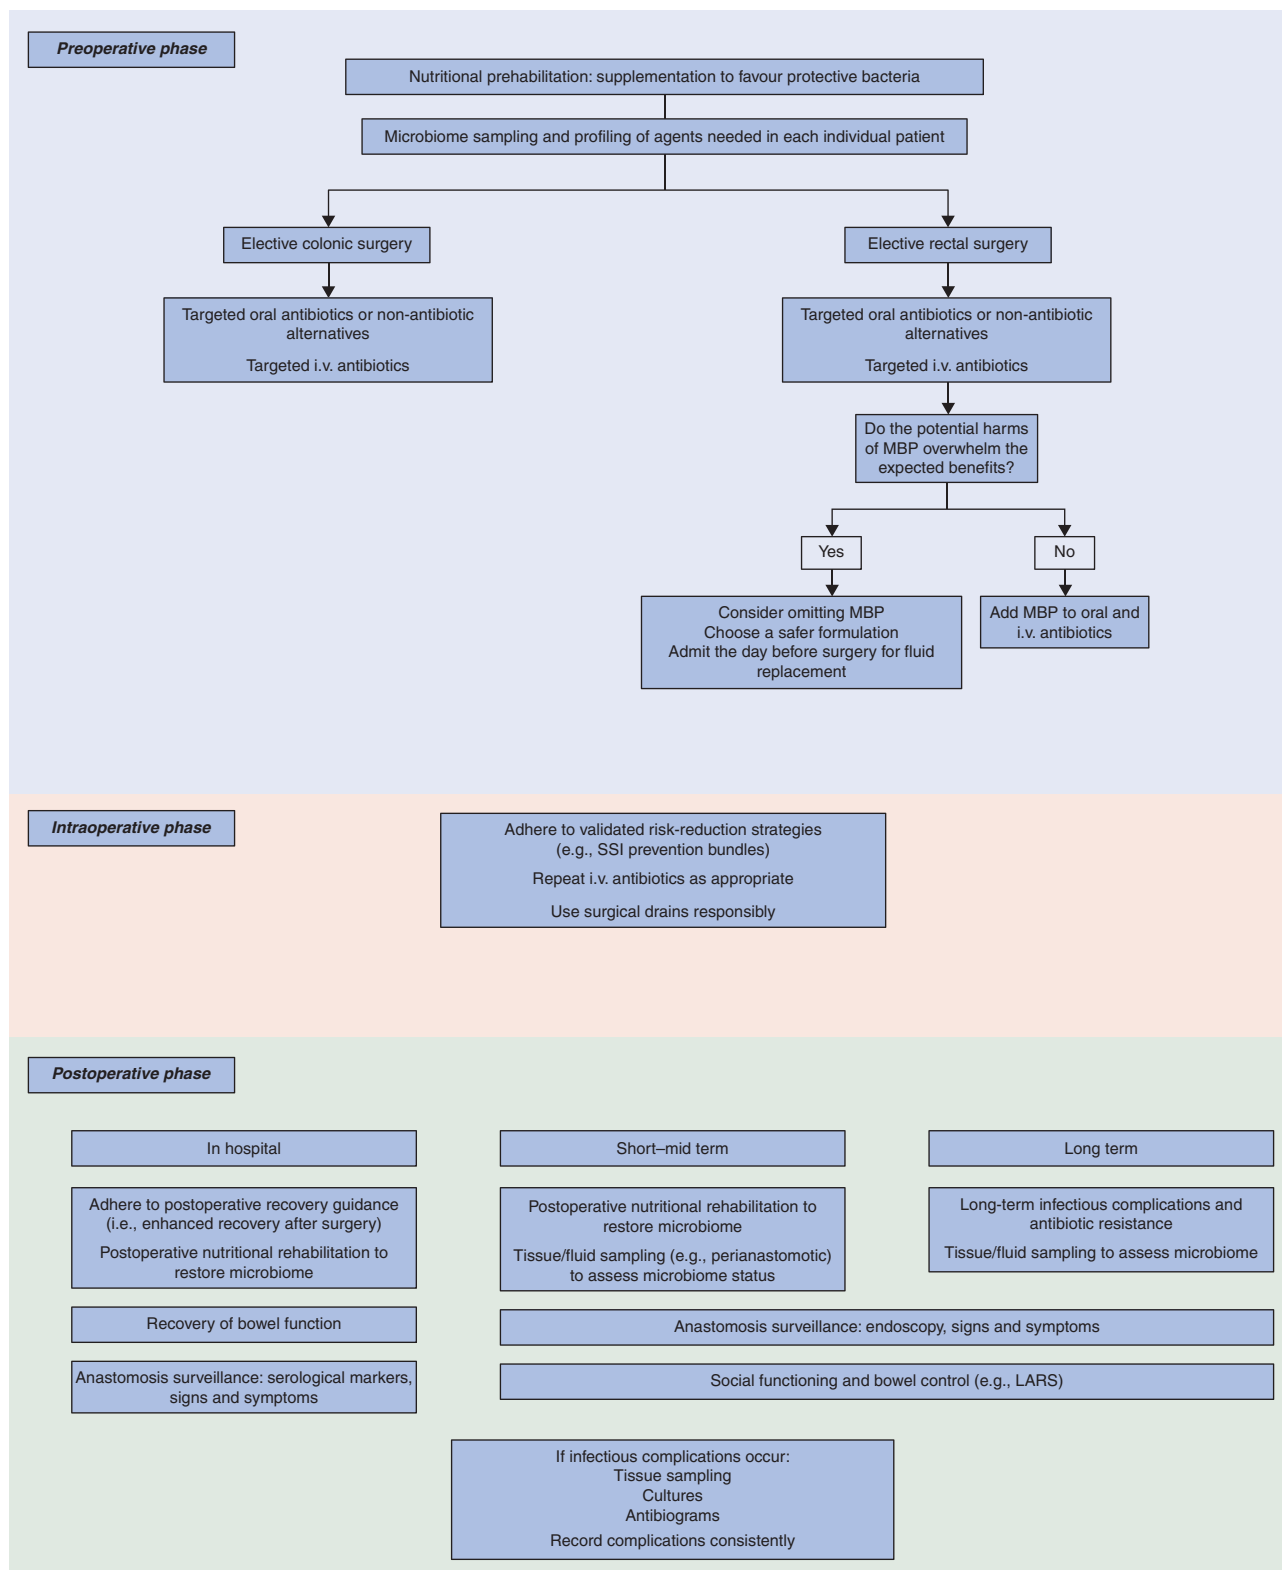 Preoperative phase
Nutritional prehabilitation: supplementation to favour protective bacteria
Microbiome sampling and profiling of agents needed in each individual patient
Elective colonic surgery
Elective rectal surgery
Targeted oral antibiotics or non-antibiotic
alternatives
Targeted i.v. antibiotics
Targeted oral antibiotics or non-antibiotic
alternatives
Targeted i.v. antibiotics
Do the potential harms
of MBP overwhelm the
expected benefits?
Yes
No
Consider omitting MBP
Choose a safer formulation
Admit the day before surgery for fluid
replacement
Add MBP to oral and
i.v. antibiotics
Intraoperative phase
Adhere to validated risk-reduction strategies
(e.g., SSI prevention bundles)
Repeat i.v. antibiotics as appropriate
Use surgical drains responsibly
Postoperative phase
In hospital
Short–mid term
Long term
Adhere to postoperative recovery guidance
(i.e., enhanced recovery after surgery)
Postoperative nutritional rehabilitation to
restore microbiome
Postoperative nutritional rehabilitation to
restore microbiome
Tissue/fluid sampling (e.g., perianastomotic)
to assess microbiome status
Long-term infectious complications and
antibiotic resistance
Tissue/fluid sampling to assess microbiome
Recovery of bowel function
Anastomosis surveillance: endoscopy, signs and symptoms
Anastomosis surveillance: serological markers,
signs and symptoms
Social functioning and bowel control (e.g., LARS)
If infectious complications occur:
Tissue sampling
Cultures
Antibiograms
Record complications consistently